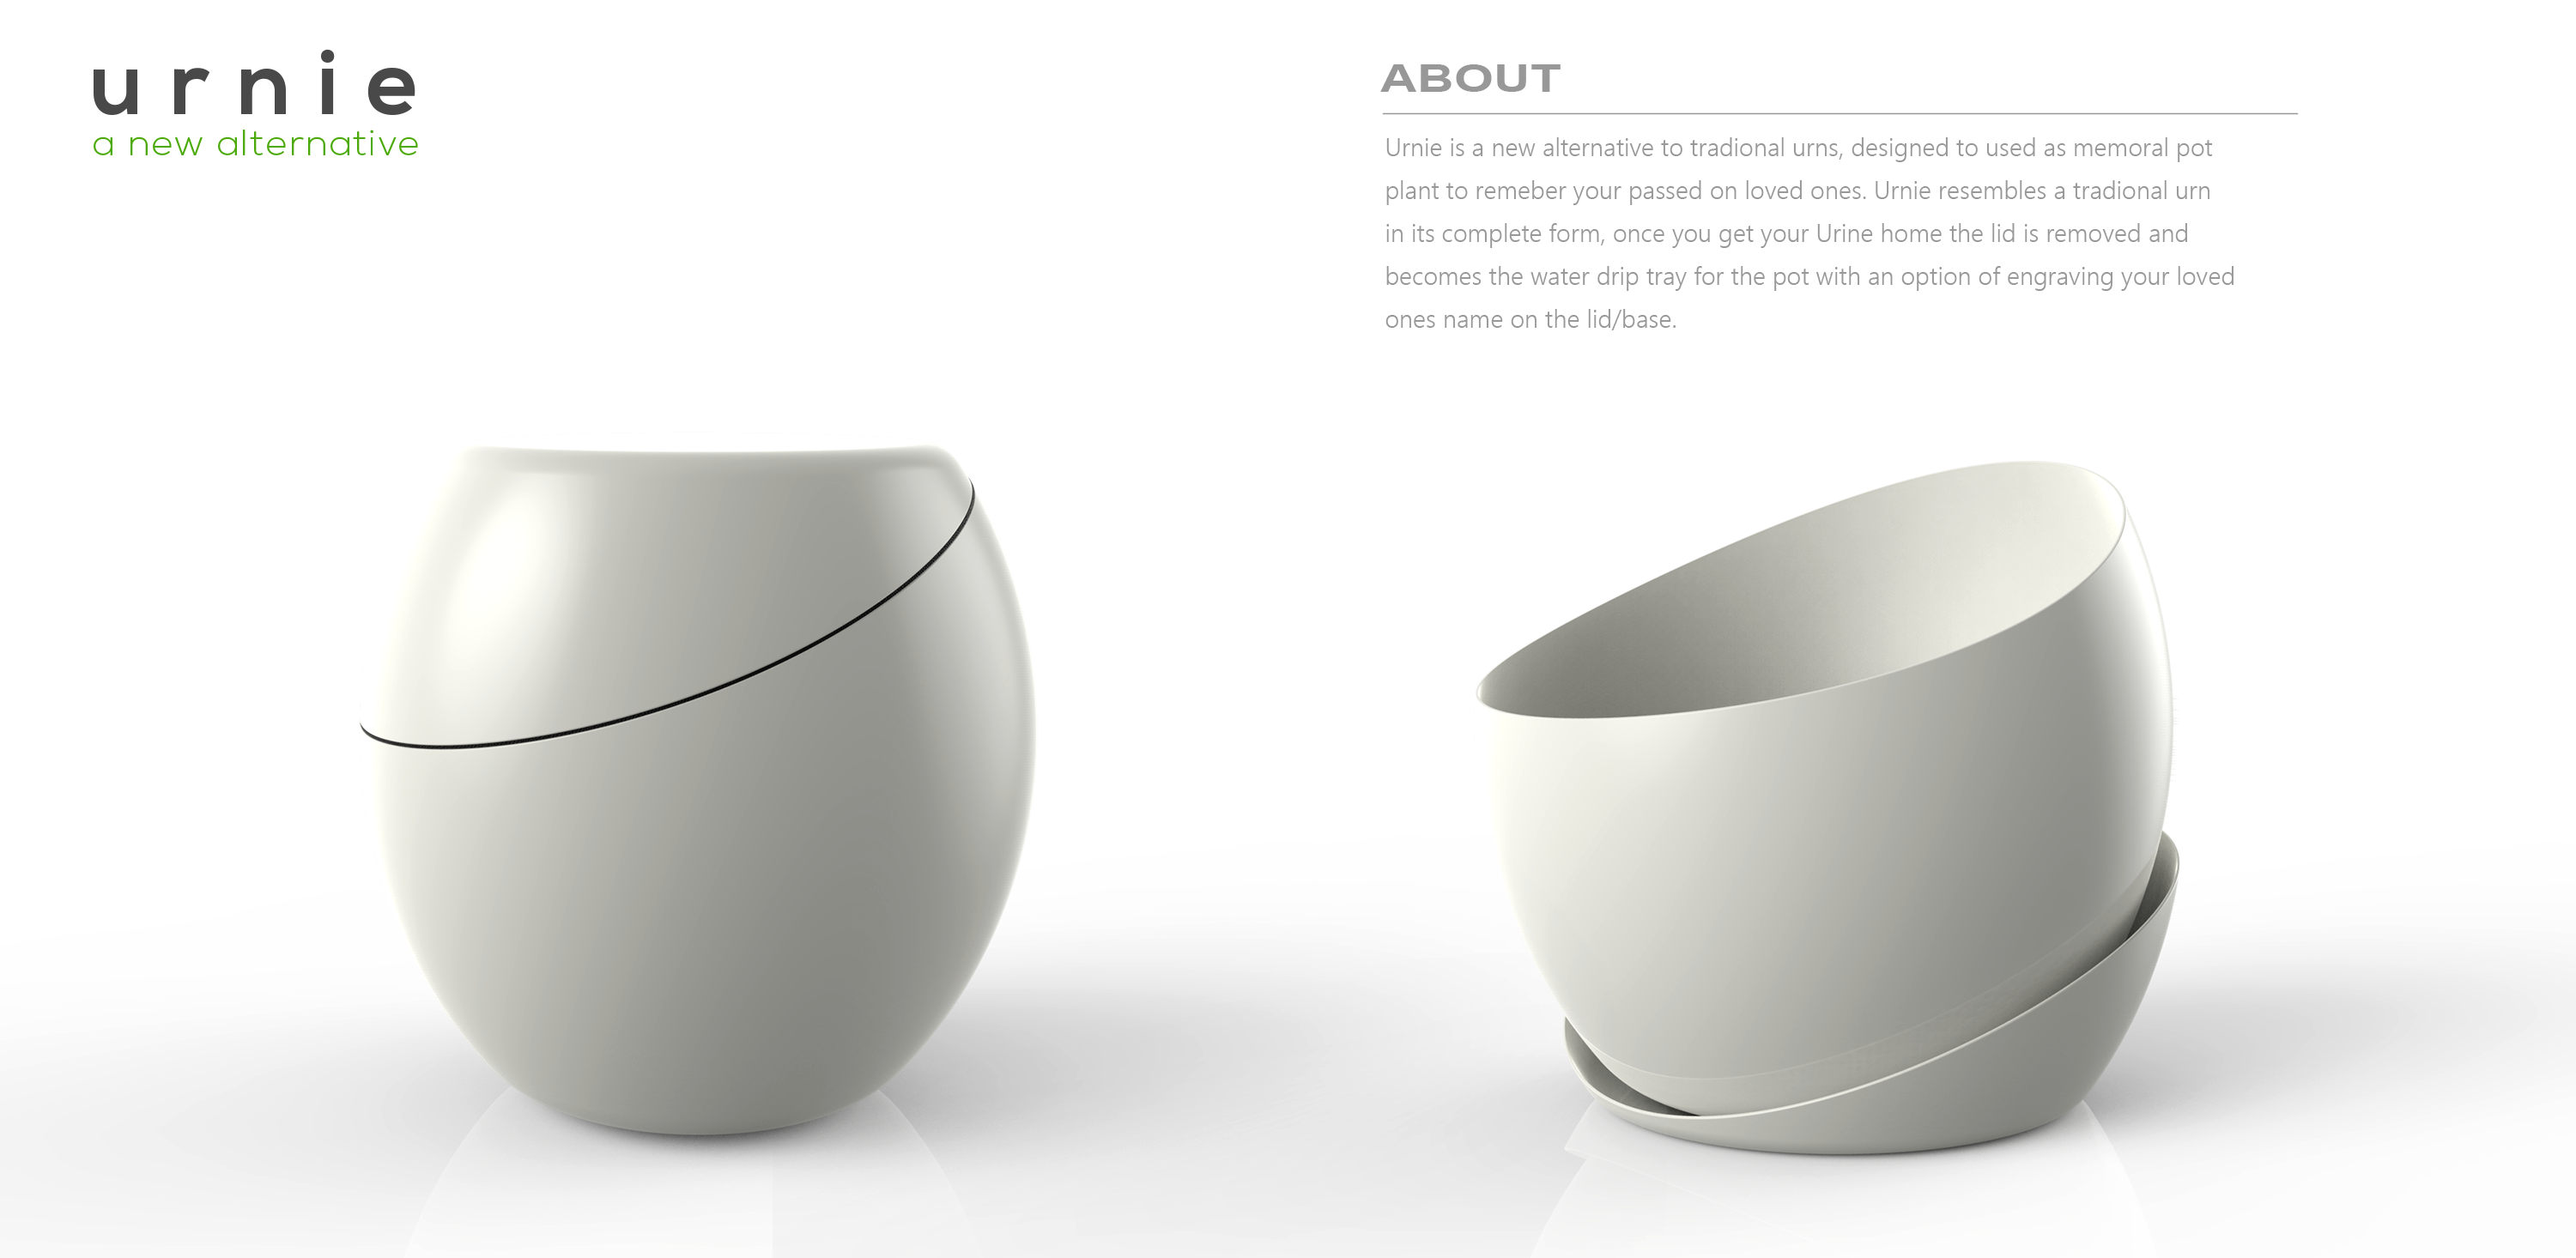 urnie
a new alternative
ABOUT
Urnie is a new alternative to tradional urns, designed to used as memoral pot
plant to remeber your passed on loved ones. Urnie resembles a tradional urn
in its complete form, once you get your Urine home the lid is removed and
becomes the water drip tray for the pot with an option of engraving your loved
ones name on the lid/base.